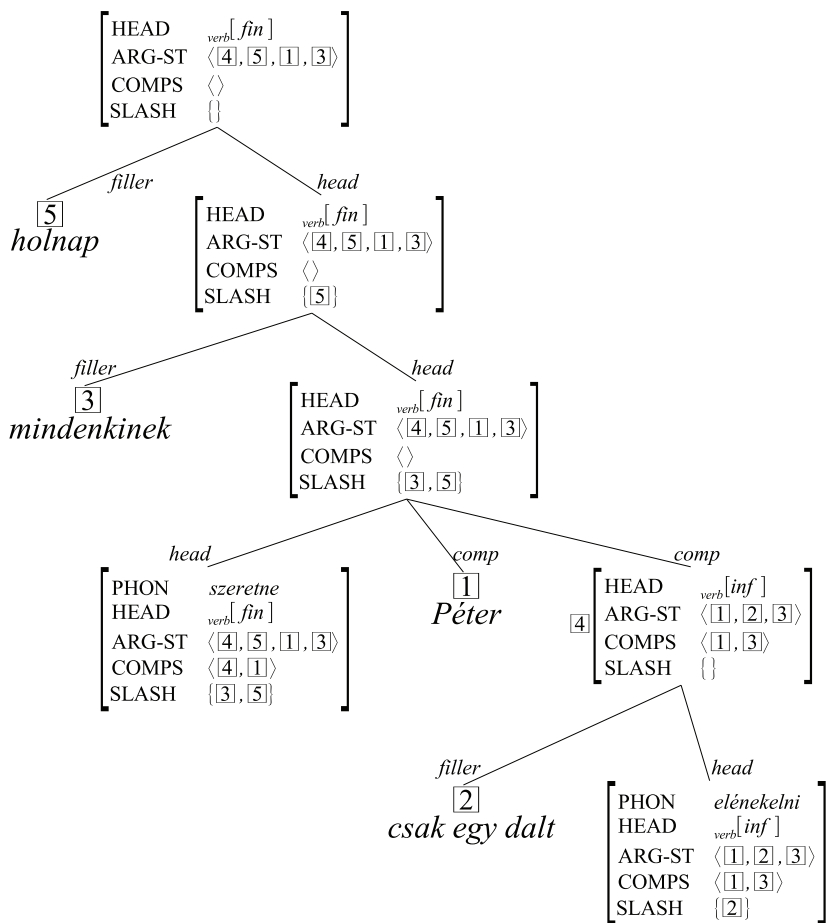 HEAD verb[ fin ]
ARG-ST ⟨4, 5, 1, 3⟩
COMPS ⟨⟩
SLASH {}
filler head
5
holnap
HEAD verb[ fin ]
ARG-ST ⟨4, 5, 1, 3⟩
COMPS ⟨⟩
SLASH {5}
filler head
3
mindenkinek
HEAD verb[ fin ]
ARG-ST ⟨4, 5, 1, 3⟩
COMPS ⟨⟩
SLASH {3, 5}
head comp comp
PHON szeretne
HEAD verb[ fin ]
ARG-ST ⟨4, 5, 1, 3⟩
COMPS ⟨4, 1⟩
SLASH {3, 5}
1
Péter
4
HEAD verb[inf ]
ARG-ST ⟨1, 2, 3⟩
COMPS ⟨1, 3⟩
SLASH {}
filler head
2
csak egy dalt
PHON elénekelni
HEAD verb[inf ]
ARG-ST ⟨1, 2, 3⟩
COMPS ⟨1, 3⟩
SLASH {2}